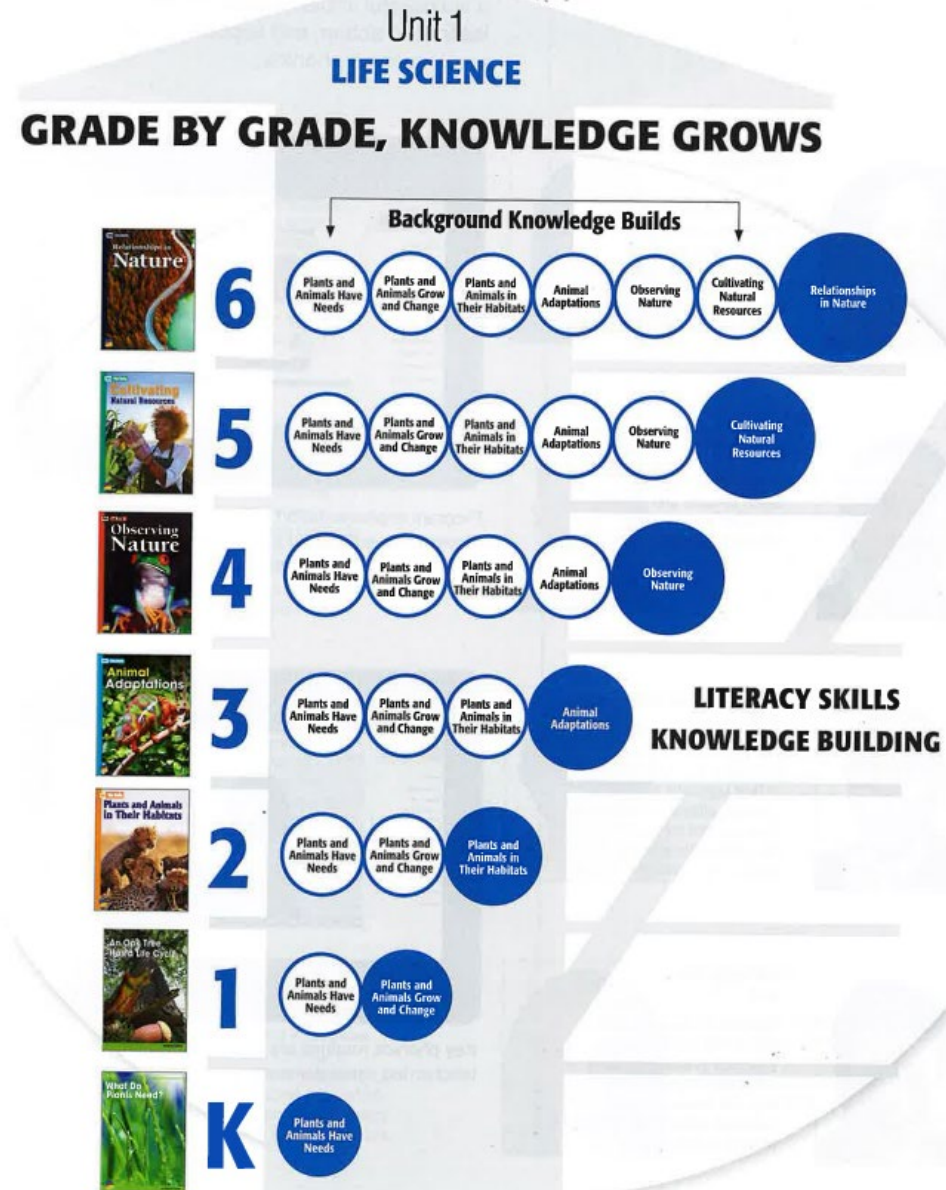 Unit 1
LIFE SCIENCE
GRADE BY GRADE, KNOWLEDGE GROWS
Background Knowledge Builds
Relationships in
Nature
6
Plants and
Animals Have
Needs
Plants and
Animals Grow
and Change
Plants and
Animals in
Their Habitats
Animal
Adaptations
Observing
Nature
Cultivating
Natural
Resources
Relationships
in Nature
Cultivating
Natural Resources
5
Plants and
Animals Have
Needs
Plants and
Animals Grow
and Change
Plants and
Animals in
Their Habitats
Animal
Adaptations
Observing
Nature
Cultivating
Natural
Resources
Observing
Nature
4
Plants and
Animals Have
Needs
Plants and
Animals Grow
and Change
Plants and
Animals in
Their Habitats
Animal
Adaptations
Observing
Nature
Animal
Adaptations
3
Plants and
Animals Have
Needs
Plants and
Animals Grow
and Change
Plants and
Animals in
Their Habitats
Animal
Adaptations
LITERACY SKILLS
KNOWLEDGE BUILDING
Plants and Animals
in Their Habitats
2
Plants and
Animals Have
Needs
Plants and
Animals Grow
and Change
Plants and
Animals in
Their Habitats
An Oak Tree
Has a Life Cycle
1
Plants and
Animals Have
Needs
Plants and
Animals Grow
and Change
What Do
Plants Need?
K
Plants and
Animals Have
Needs